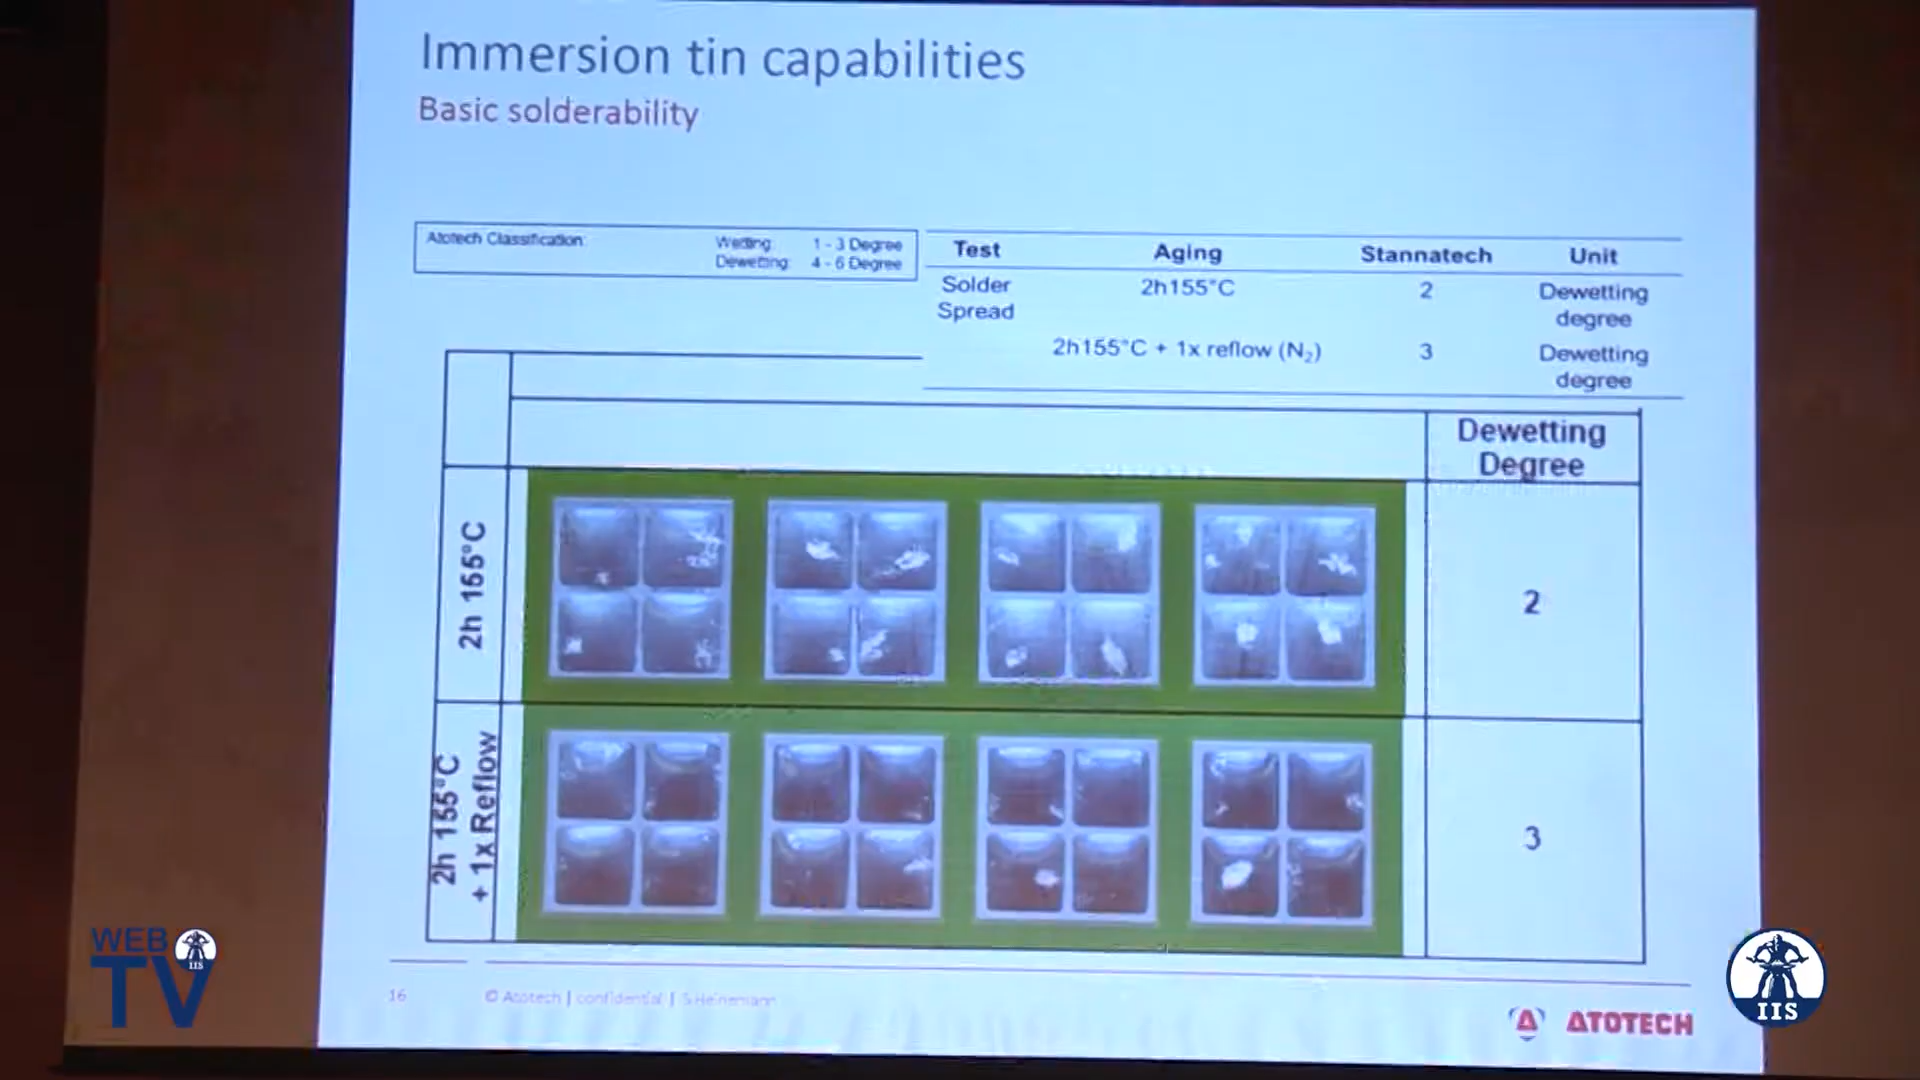 Immersion tin capabilities
Basic solderability
Atotech Classification: Wetting: 1 - 3 Degree
Dewetting: 4 - 6 Degree
Test Aging Stannatech Unit
Solder Spread 2h155°C 2 Dewetting degree
2h155°C + 1x reflow (N₂) 3 Dewetting degree
Dewetting
Degree
2h 155°C
2
2h 155°C
+ 1x Reflow
3
16 © Atotech | confidential | S.Heinemann
ATOTECH
WEB
TV
IIS
IIS